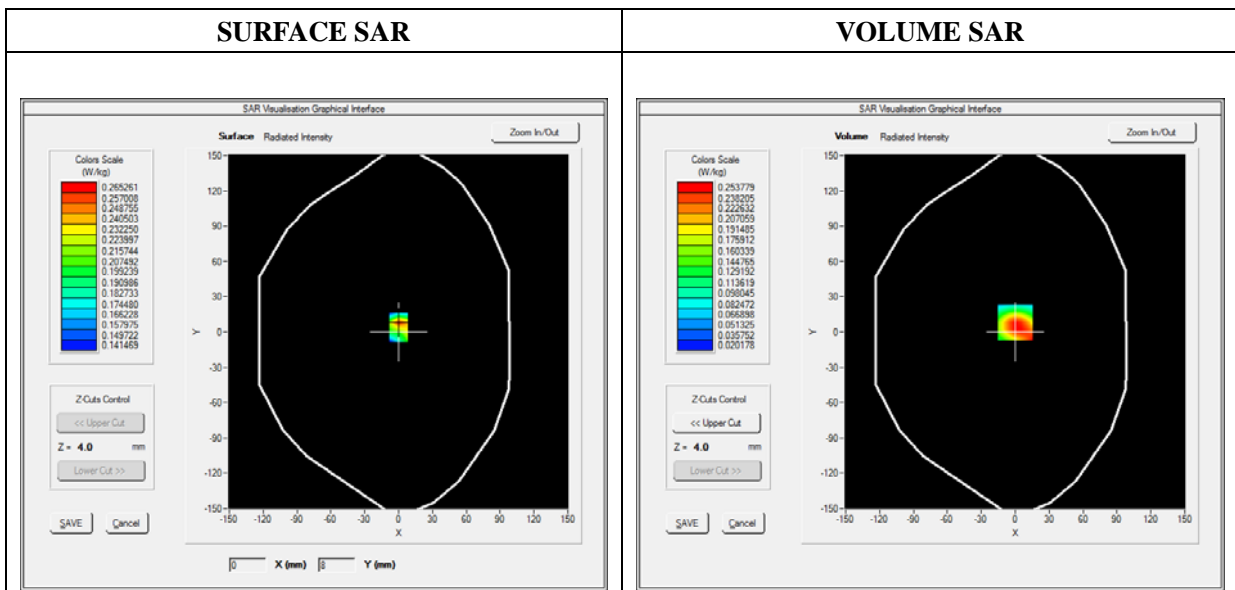 SURFACE SAR
SAR Visualisation Graphical Interface
Surface Radiated Intensity
Zoom In/Out
Colors Scale
(W/kg)
0.265261
0.257008
0.248755
0.240503
0.232250
0.223997
0.215744
0.207492
0.199239
0.190986
0.182733
0.174480
0.166228
0.157975
0.149722
0.141469
Z-Cuts Control
<< Upper Cut
Z = 4.0 mm
Lower Cut >>
SAVE Cancel
Y
150
120
90
60
30
0
-30
-60
-90
-120
-150
-150 -120 -90 -60 -30 0 30 60 90 120 150
X
0 X (mm) 8 Y (mm)
VOLUME SAR
SAR Visualisation Graphical Interface
Volume Radiated Intensity
Zoom In/Out
Colors Scale
(W/kg)
0.253779
0.238205
0.222632
0.207059
0.191485
0.175912
0.160339
0.144765
0.129192
0.113619
0.098045
0.082472
0.066898
0.051325
0.035752
0.020178
Z-Cuts Control
<< Upper Cut
Z = 4.0 mm
Lower Cut >>
SAVE Cancel
Y
150
120
90
60
30
0
-30
-60
-90
-120
-150
-150 -120 -90 -60 -30 0 30 60 90 120 150
X